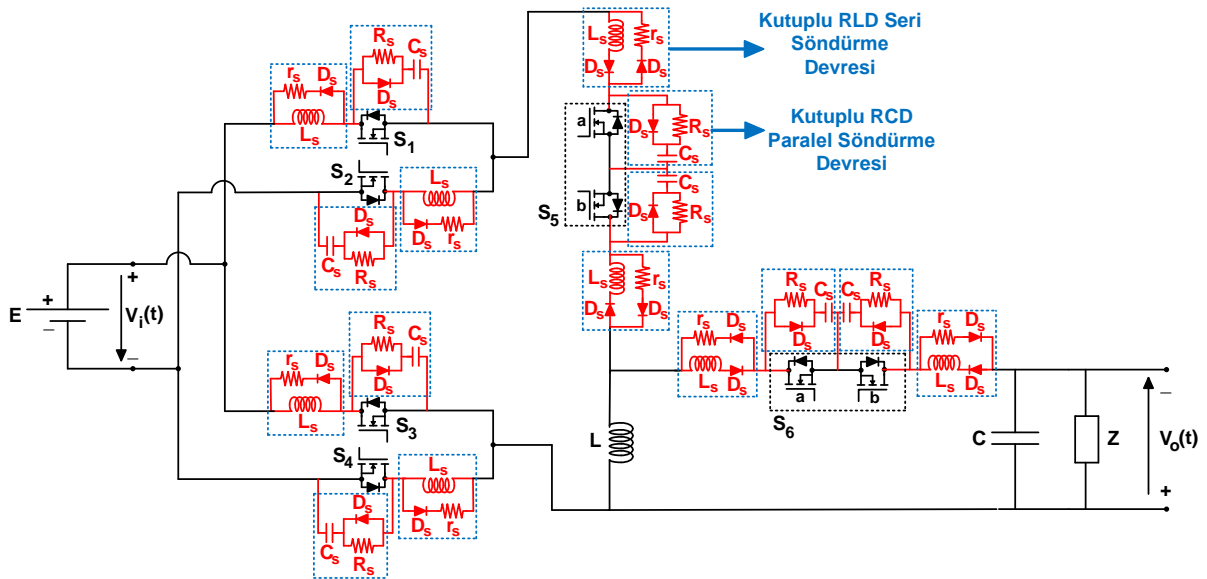 Kutuplu RLD Seri
Söndürme
Devresi
Kutuplu RCD
Paralel Söndürme
Devresi
rs Ds
Ls
Rs
Ds
Cs
S1
S2
Cs
Ds
Rs
Ls
Ds rs
E
+
–
+
Vi(t)
–
rs Ds
Ls
Rs
Ds
Cs
S3
S4
Cs
Ds
Rs
Ls
Ds rs
Ls rs
Ds Ds
a
b
S5
Ds Rs
Cs
Cs
Ds Rs
Ls rs
Ds Ds
L
rs Ds
Ls Ds
Rs Cs
Ds
Cs Rs
Ds
a b
S6
rs Ds
Ls Ds
C
Z
–
Vo(t)
+